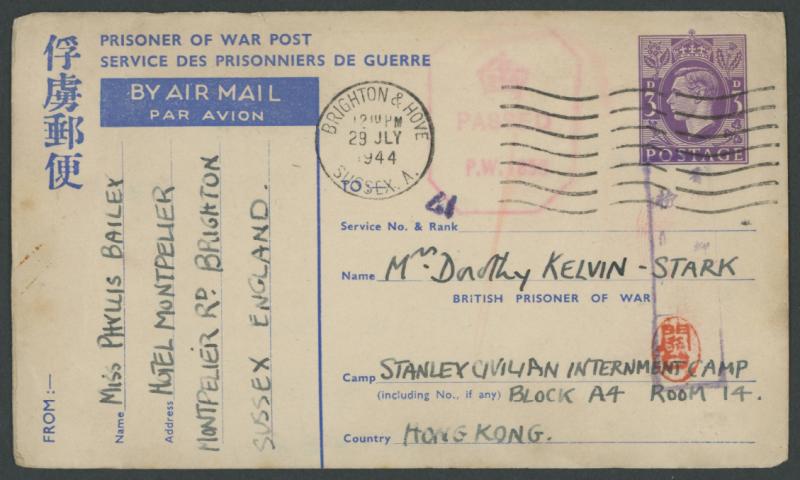 俘虜郵便
PRISONER OF WAR POST
SERVICE DES PRISONNIERS DE GUERRE
BY AIR MAIL
PAR AVION
BRIGHTON & HOVE
12 PM
29 JLY
1944
SUSSEX. A.
PASSED
P.W.
3D 3D
POSTAGE
TO:—
Service No. & Rank
Name Mrs Dorothy KELVIN - STARK
BRITISH PRISONER OF WAR
Camp STANLEY CIVILIAN INTERNMENT CAMP
(including No., if any) BLOCK A4 ROOM 14.
Country HONG KONG.
FROM:—
Name MISS PHYLLIS BAILEY
Address HOTEL MONTPELIER
MONTPELIER RD. BRIGHTON
SUSSEX ENGLAND.